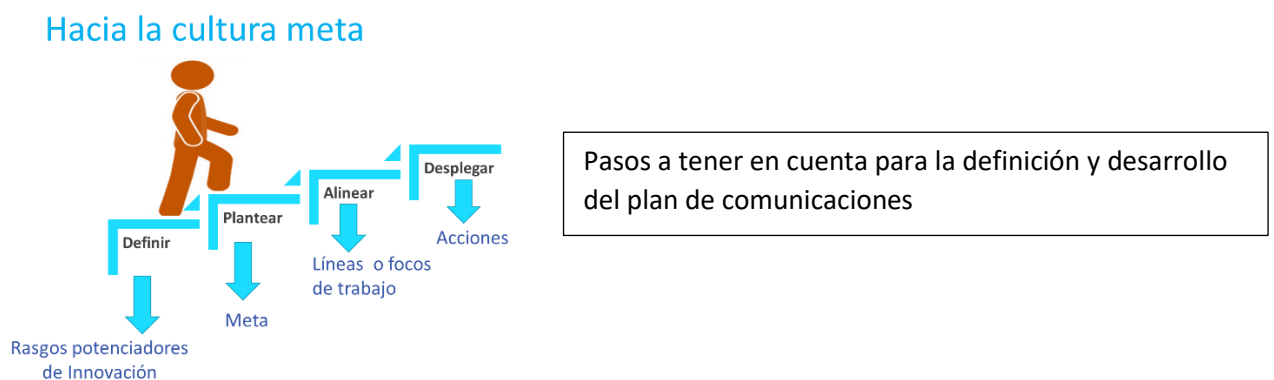 Hacia la cultura meta
Definir
Rasgos potenciadores
de Innovación
Plantear
Meta
Alinear
Líneas o focos
de trabajo
Desplegar
Acciones
Pasos a tener en cuenta para la definición y desarrollo
del plan de comunicaciones